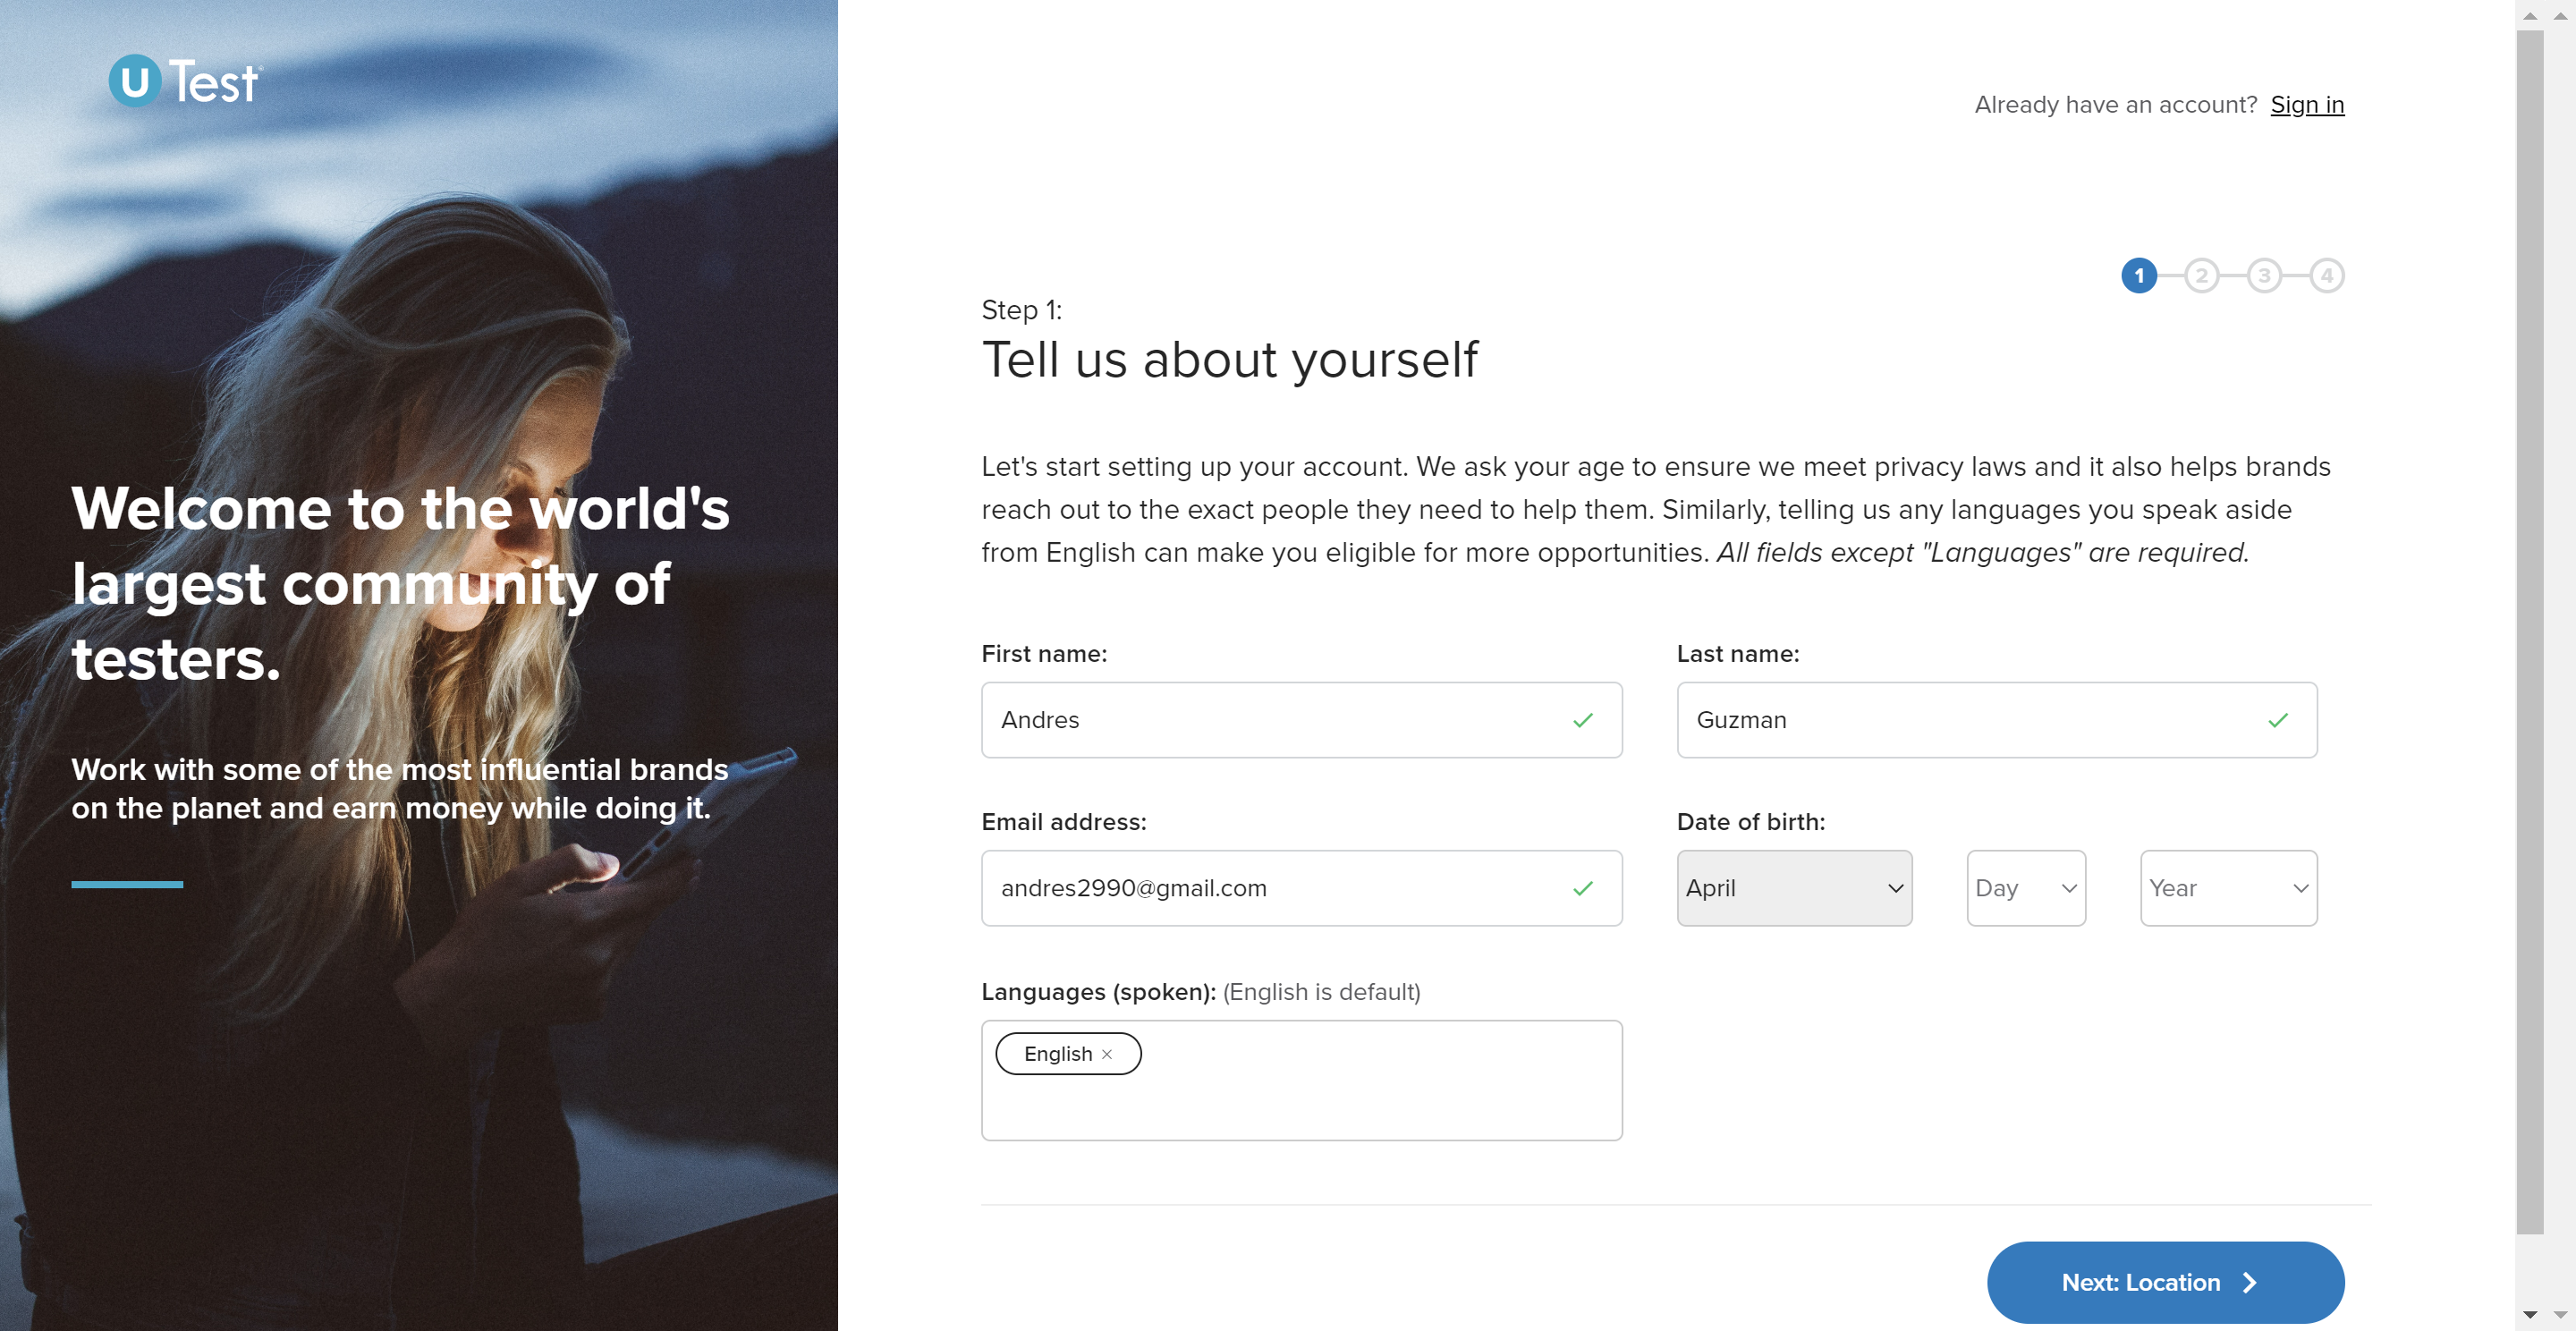 U Test
Welcome to the world's
largest community of
testers.
Work with some of the most influential brands
on the planet and earn money while doing it.
Already have an account? Sign in
1 2 3 4
Step 1:
Tell us about yourself
Let's start setting up your account. We ask your age to ensure we meet privacy laws and it also helps brands
reach out to the exact people they need to help them. Similarly, telling us any languages you speak aside
from English can make you eligible for more opportunities. All fields except "Languages" are required.
First name:
Last name:
Andres
Guzman
Email address:
Date of birth:
andres2990@gmail.com
April
Day
Year
Languages (spoken): (English is default)
English ×
Next: Location